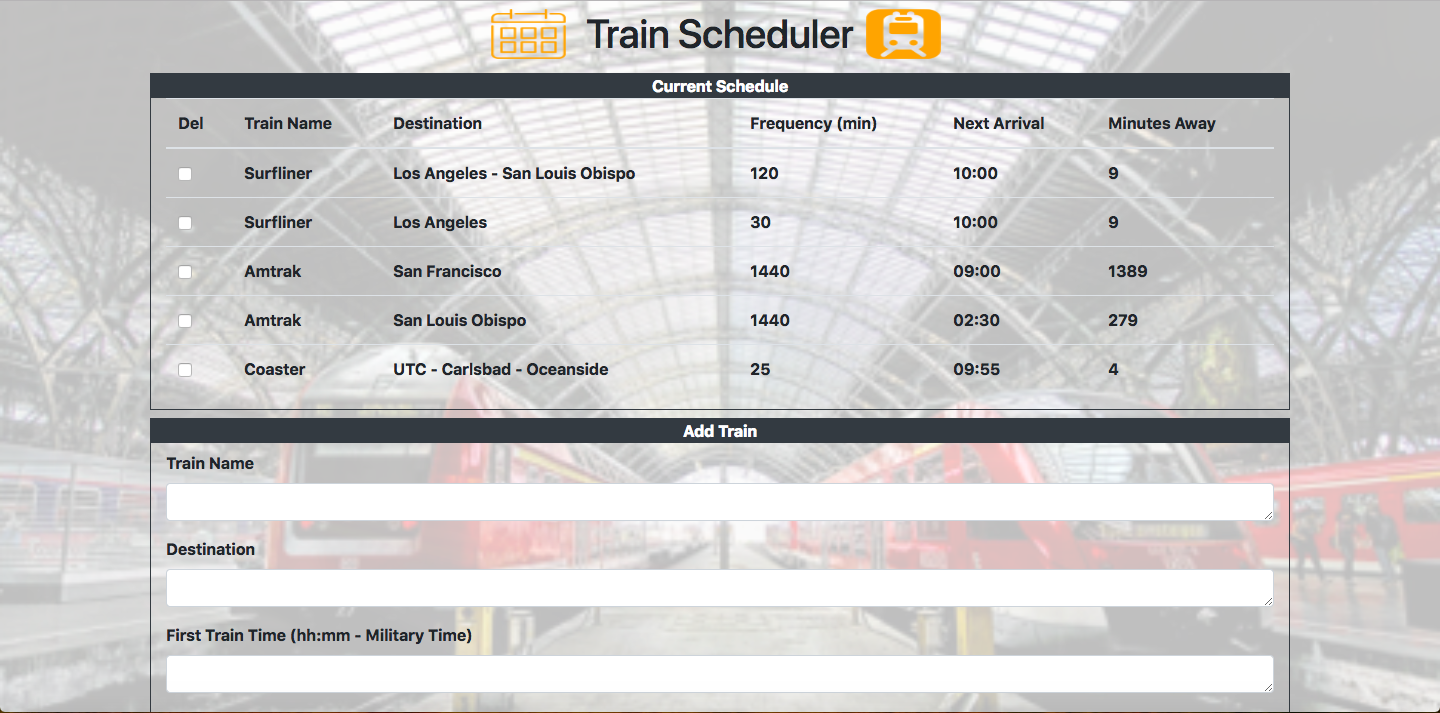 Train Scheduler
Current Schedule
Del Train Name Destination Frequency (min) Next Arrival Minutes Away
Surfliner Los Angeles - San Louis Obispo 120 10:00 9
Surfliner Los Angeles 30 10:00 9
Amtrak San Francisco 1440 09:00 1389
Amtrak San Louis Obispo 1440 02:30 279
Coaster UTC - Carlsbad - Oceanside 25 09:55 4
Add Train
Train Name
Destination
First Train Time (hh:mm - Military Time)